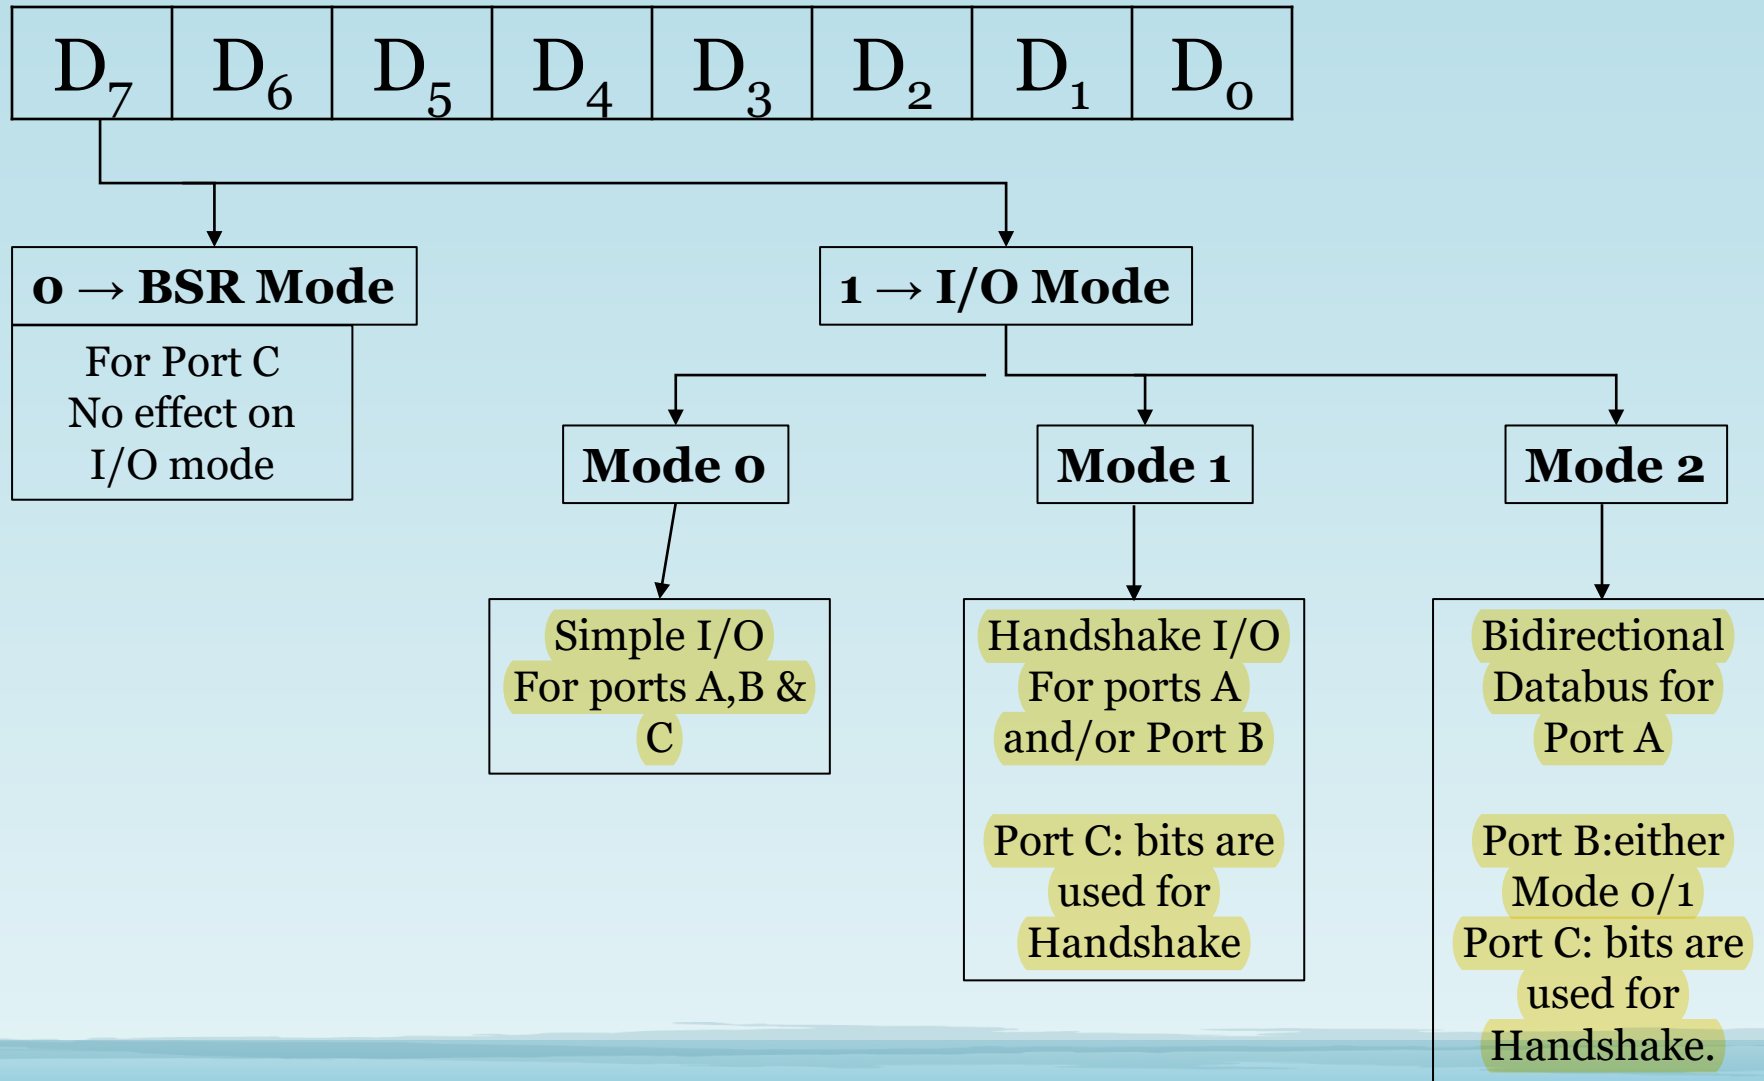 D7 D6 D5 D4 D3 D2 D1 D0
0 → BSR Mode
For Port C
No effect on
I/O mode
1 → I/O Mode
Mode 0
Mode 1
Mode 2
Simple I/O
For ports A,B &
C
Handshake I/O
For ports A
and/or Port B
Port C: bits are
used for
Handshake
Bidirectional
Databus for
Port A
Port B:either
Mode 0/1
Port C: bits are
used for
Handshake.